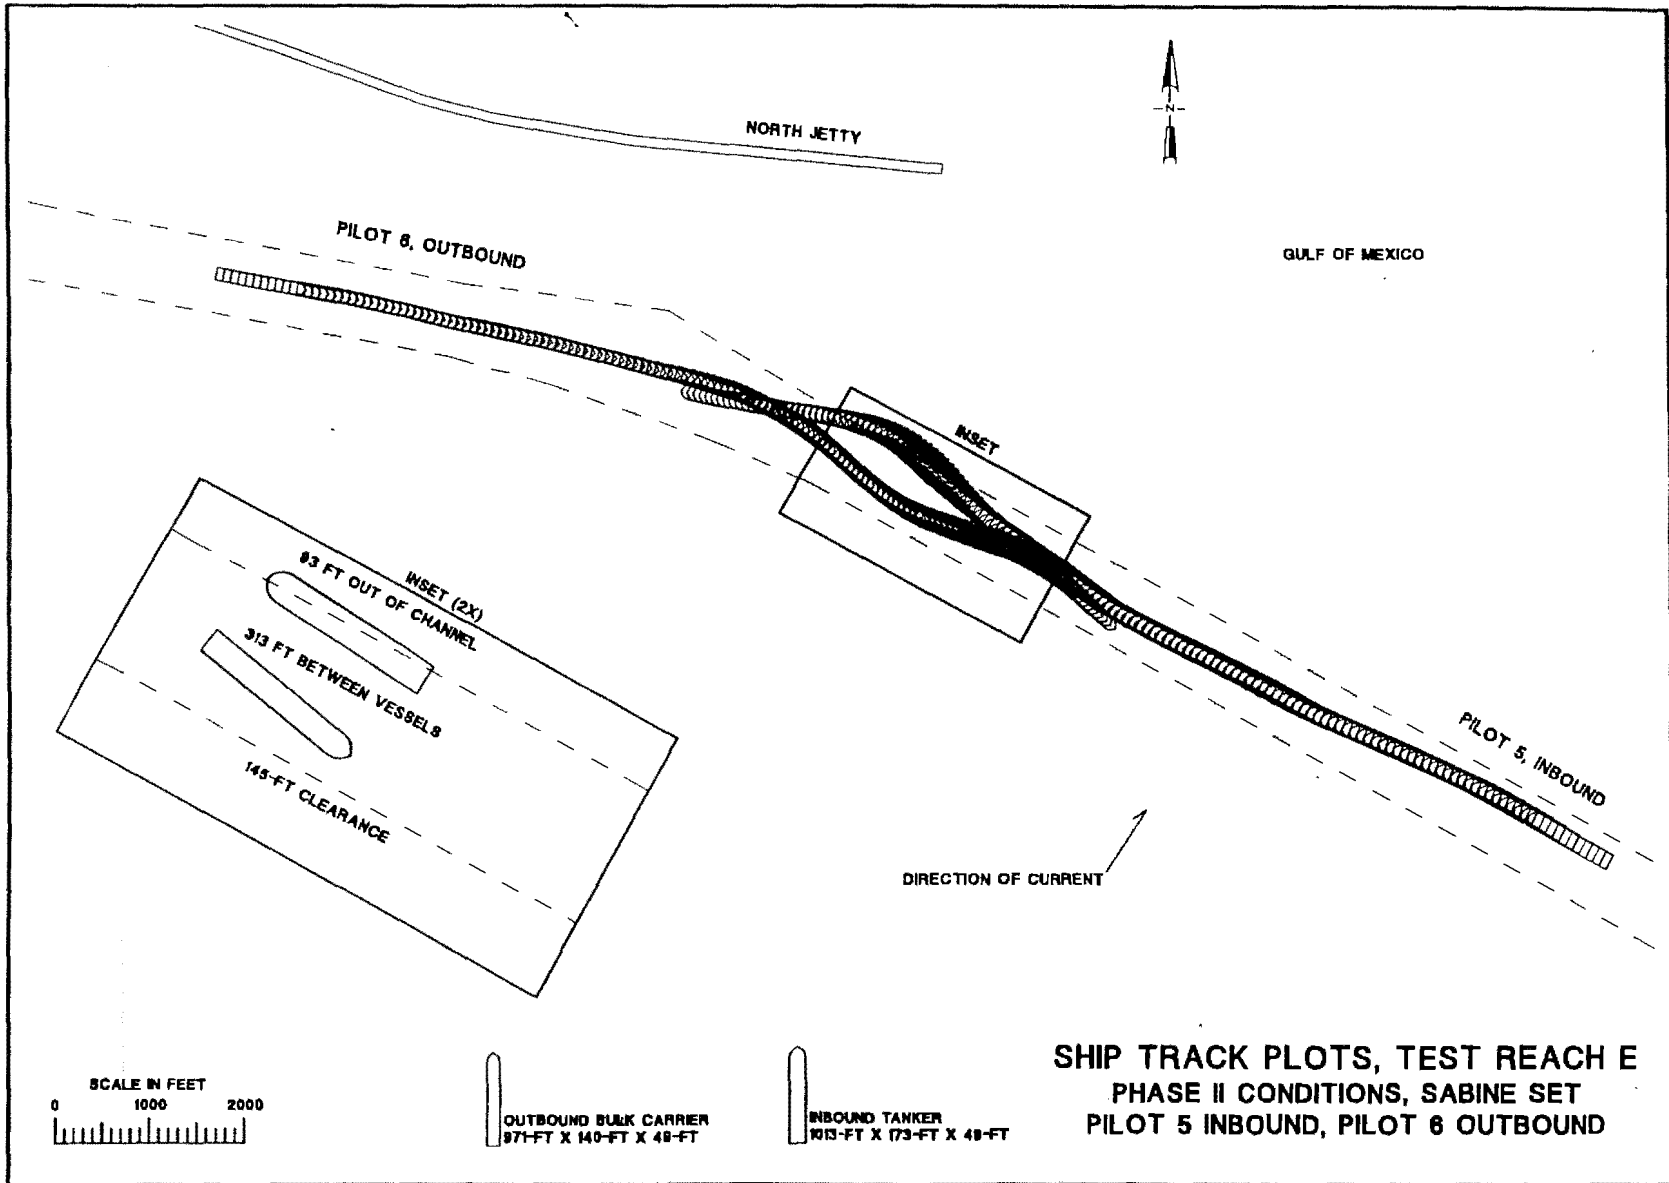 NORTH JETTY
N
PILOT 6, OUTBOUND
GULF OF MEXICO
INSET
INSET (2X)
93 FT OUT OF CHANNEL
313 FT BETWEEN VESSELS
145-FT CLEARANCE
PILOT 5, INBOUND
DIRECTION OF CURRENT
SCALE IN FEET
0 1000 2000
OUTBOUND BULK CARRIER
971-FT X 140-FT X 49-FT
INBOUND TANKER
1013-FT X 173-FT X 49-FT
SHIP TRACK PLOTS, TEST REACH E
PHASE II CONDITIONS, SABINE SET
PILOT 5 INBOUND, PILOT 6 OUTBOUND